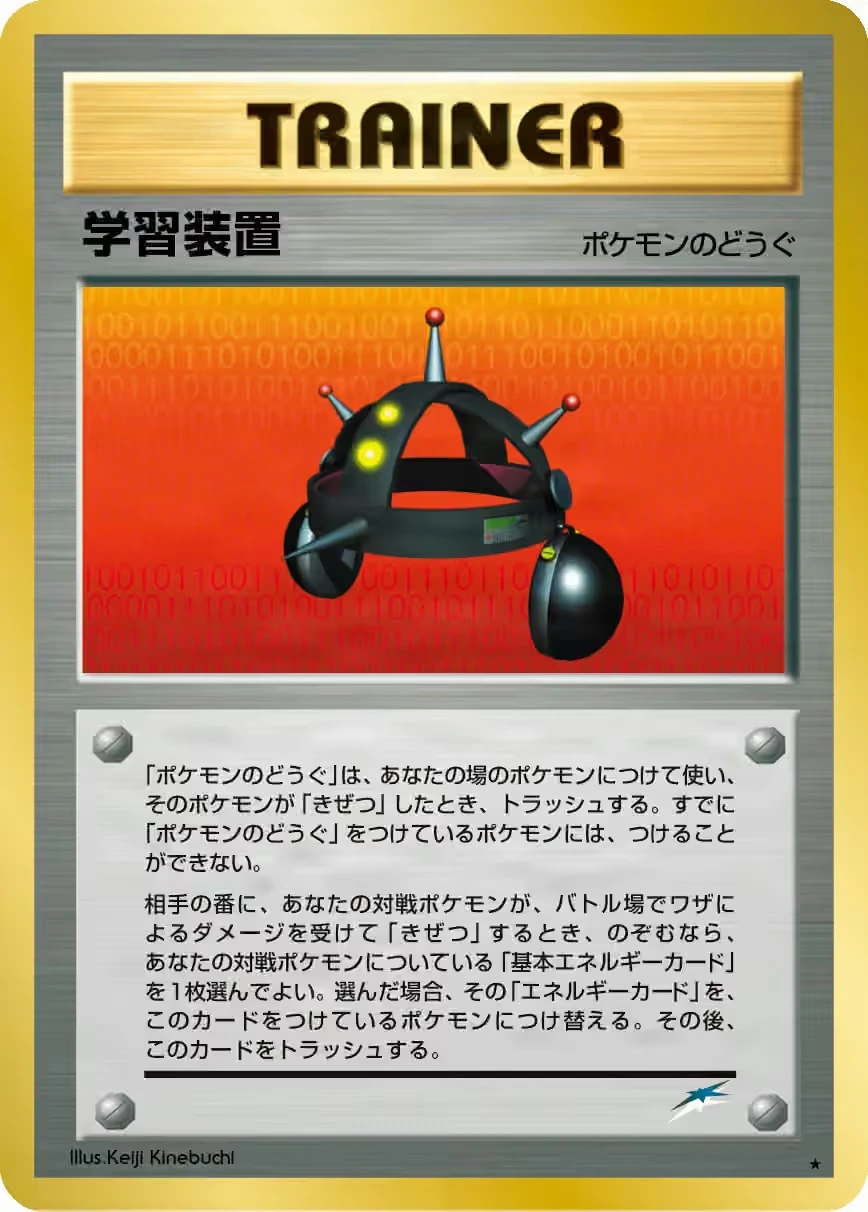 TRAINER
学習装置
ポケモンのどうぐ
「ポケモンのどうぐ」は、あなたの場のポケモンにつけて使い、
そのポケモンが「きぜつ」したとき、トラッシュする。すでに
「ポケモンのどうぐ」をつけているポケモンには、つけること
ができない。
相手の番に、あなたの対戦ポケモンが、バトル場でワザに
よるダメージを受けて「きぜつ」するとき、のぞむなら、
あなたの対戦ポケモンについている「基本エネルギーカード」
を1枚選んでよい。選んだ場合、その「エネルギーカード」を、
このカードをつけているポケモンにつけ替える。その後、
このカードをトラッシュする。
Illus.Keiji Kinebuchi
★